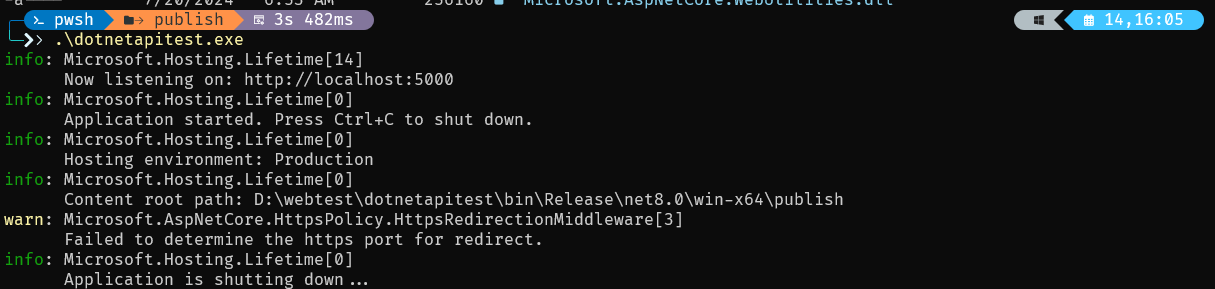 7/20/2024 6:33 AM 236160 Microsoft.AspNetCore.WebUtilities.dll
pwsh publish 3s 482ms 14,16:05
.\dotnetapitest.exe
info: Microsoft.Hosting.Lifetime[14]
Now listening on: http://localhost:5000
info: Microsoft.Hosting.Lifetime[0]
Application started. Press Ctrl+C to shut down.
info: Microsoft.Hosting.Lifetime[0]
Hosting environment: Production
info: Microsoft.Hosting.Lifetime[0]
Content root path: D:\webtest\dotnetapitest\bin\Release\net8.0\win-x64\publish
warn: Microsoft.AspNetCore.HttpsPolicy.HttpsRedirectionMiddleware[3]
Failed to determine the https port for redirect.
info: Microsoft.Hosting.Lifetime[0]
Application is shutting down...